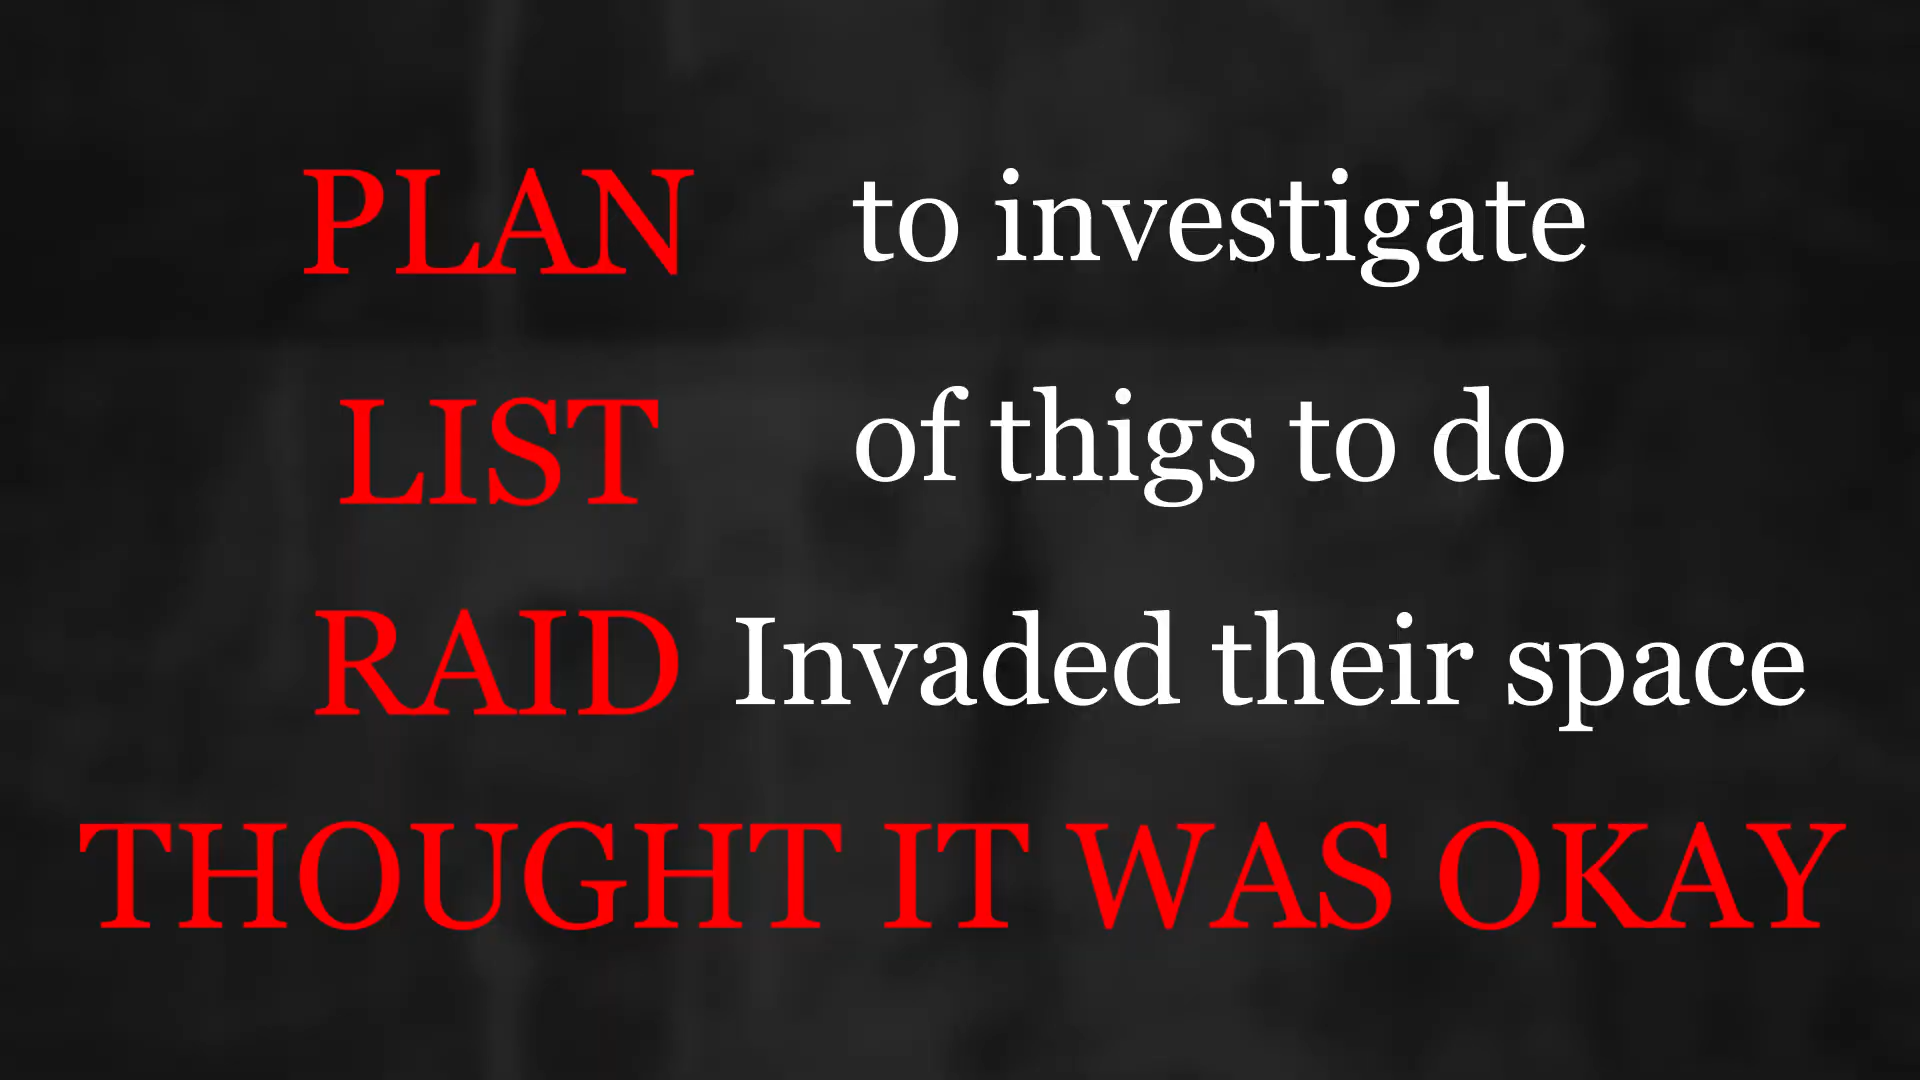 PLAN to investigate
LIST of thigs to do
RAID Invaded their space
THOUGHT IT WAS OKAY